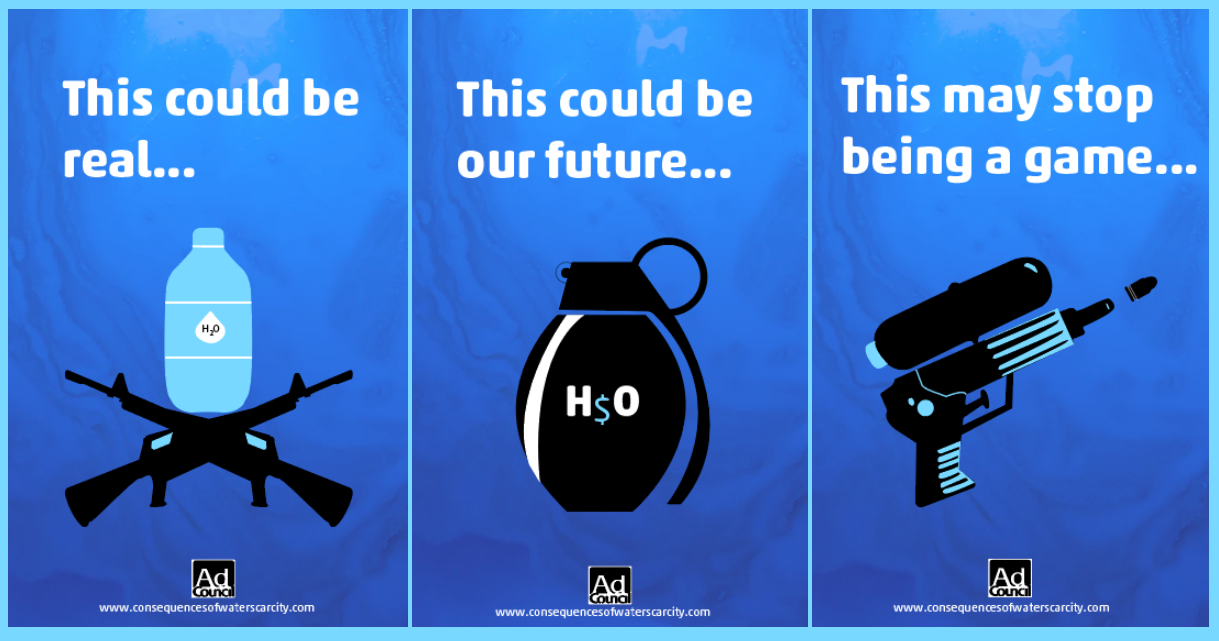 This could be
real...
H₂O
Ad
Council
www.consequencesofwaterscarcity.com
This could be
our future...
H$O
Ad
Council
www.consequencesofwaterscarcity.com
This may stop
being a game...
Ad
Council
www.consequencesofwaterscarcity.com